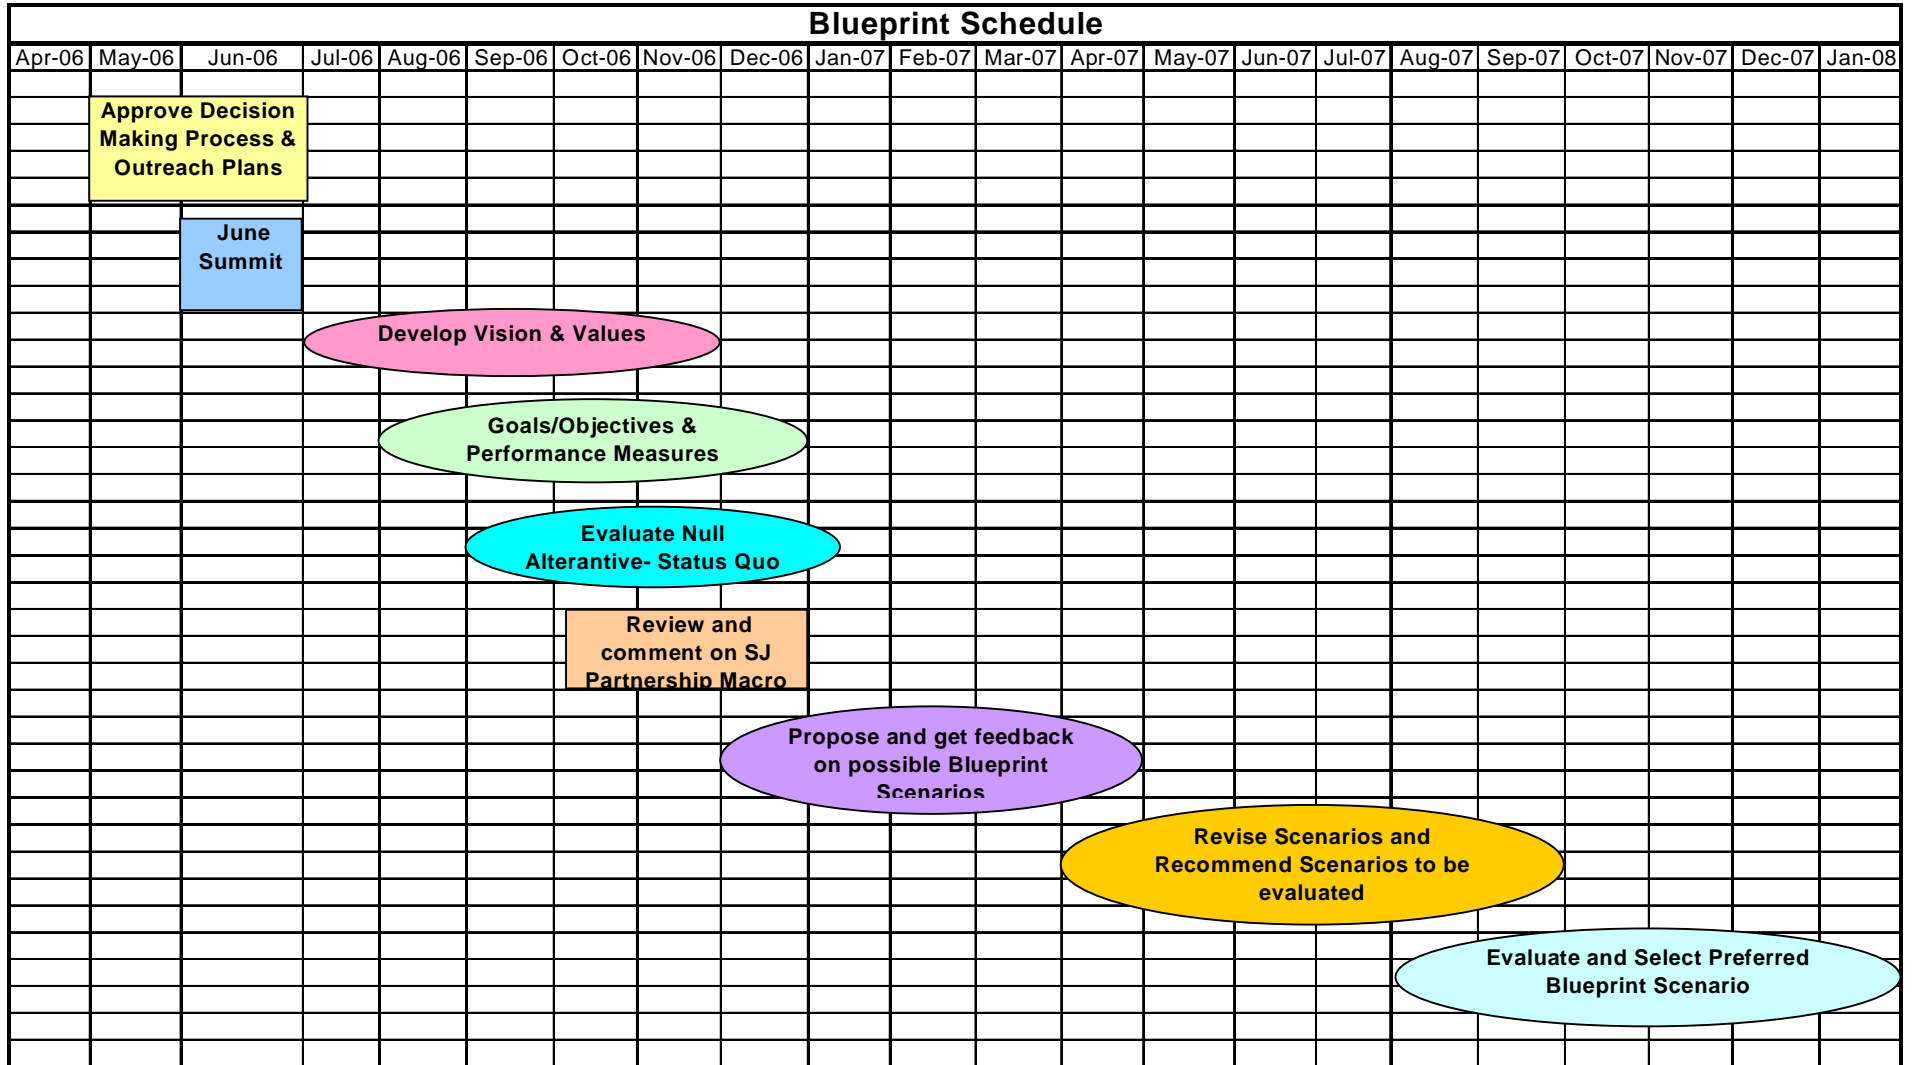 Blueprint Schedule
Apr-06 May-06 Jun-06 Jul-06 Aug-06 Sep-06 Oct-06 Nov-06 Dec-06 Jan-07 Feb-07 Mar-07 Apr-07 May-07 Jun-07 Jul-07 Aug-07 Sep-07 Oct-07 Nov-07 Dec-07 Jan-08
Approve Decision
Making Process &
Outreach Plans
June
Summit
Develop Vision & Values
Goals/Objectives &
Performance Measures
Evaluate Null
Alterantive- Status Quo
Review and
comment on SJ
Partnership Macro
Propose and get feedback
on possible Blueprint
Scenarios
Revise Scenarios and
Recommend Scenarios to be
evaluated
Evaluate and Select Preferred
Blueprint Scenario